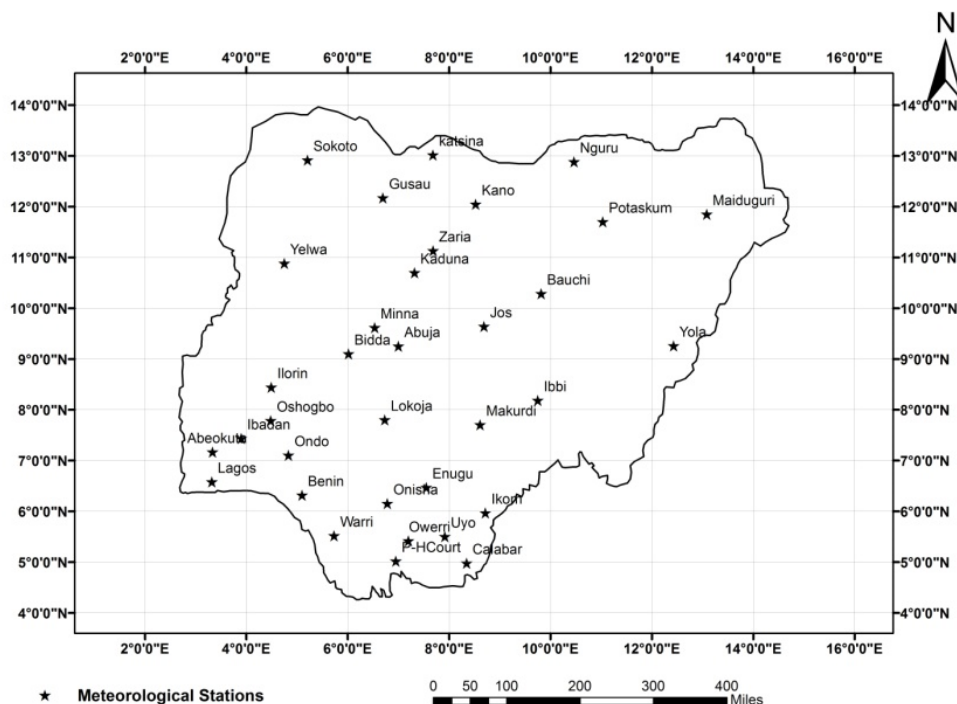 N
2°0'0"E 4°0'0"E 6°0'0"E 8°0'0"E 10°0'0"E 12°0'0"E 14°0'0"E 16°0'0"E
14°0'0"N 14°0'0"N
13°0'0"N 13°0'0"N
12°0'0"N 12°0'0"N
11°0'0"N 11°0'0"N
10°0'0"N 10°0'0"N
9°0'0"N 9°0'0"N
8°0'0"N 8°0'0"N
7°0'0"N 7°0'0"N
6°0'0"N 6°0'0"N
5°0'0"N 5°0'0"N
4°0'0"N 4°0'0"N
Sokoto
katsina
Nguru
Gusau
Kano
Potaskum
Maiduguri
Zaria
Yelwa
Kaduna
Bauchi
Minna
Jos
Bidda
Abuja
Yola
Ilorin
Ibbi
Oshogbo
Lokoja
Makurdi
Ibadan
Abeokuta
Ondo
Lagos
Enugu
Benin
Onisha
Ikom
Warri
Owerri
Uyo
P-HCourt
Calabar
2°0'0"E 4°0'0"E 6°0'0"E 8°0'0"E 10°0'0"E 12°0'0"E 14°0'0"E 16°0'0"E
Meteorological Stations
0 50 100 200 300 400
Miles